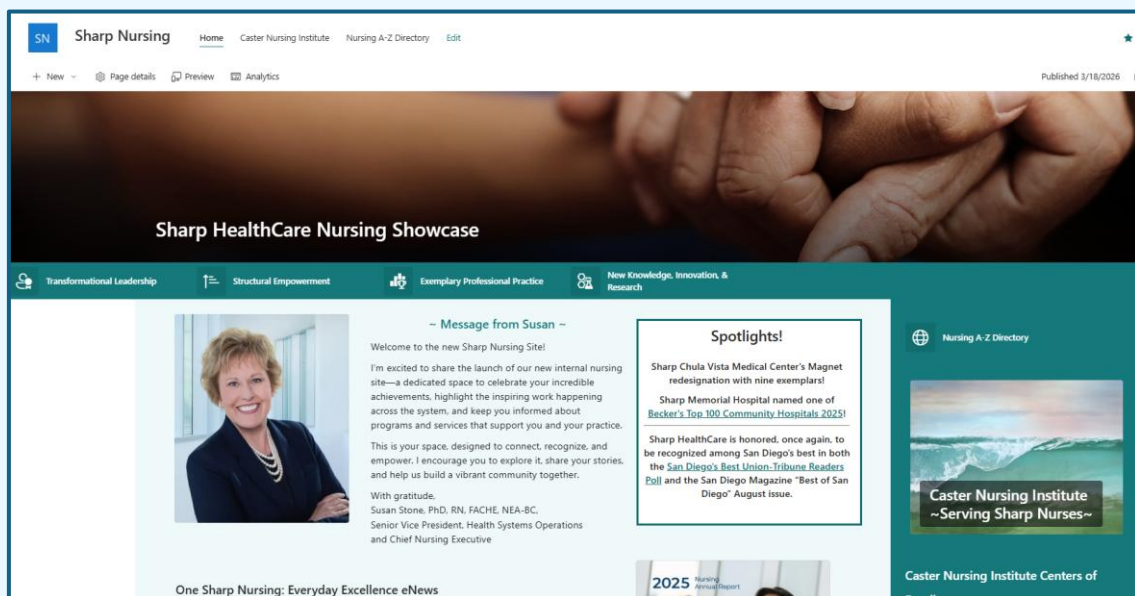 SN
Sharp Nursing
Home
Caster Nursing Institute
Nursing A-Z Directory
Edit
+ New
Page details
Preview
Analytics
Published 3/18/2026
Sharp HealthCare Nursing Showcase
Transformational Leadership
Structural Empowerment
Exemplary Professional Practice
New Knowledge, Innovation, &
Research
~ Message from Susan ~
Welcome to the new Sharp Nursing Site!
I'm excited to share the launch of our new internal nursing
site—a dedicated space to celebrate your incredible
achievements, highlight the inspiring work happening
across the system, and keep you informed about
programs and services that support you and your practice.
This is your space, designed to connect, recognize, and
empower. I encourage you to explore it, share your stories,
and help us build a vibrant community together.
With gratitude,
Susan Stone, PhD, RN, FACHE, NEA-BC,
Senior Vice President, Health Systems Operations
and Chief Nursing Executive
Spotlights!
Sharp Chula Vista Medical Center's Magnet
redesignation with nine exemplars!
Sharp Memorial Hospital named one of
Becker's Top 100 Community Hospitals 2025!
Sharp HealthCare is honored, once again, to
be recognized among San Diego's best in both
the San Diego's Best Union-Tribune Readers
Poll and the San Diego Magazine "Best of San
Diego" August issue.
Nursing A-Z Directory
Caster Nursing Institute
~Serving Sharp Nurses~
One Sharp Nursing: Everyday Excellence eNews
2025 Nursing
Annual Report
Caster Nursing Institute Centers of